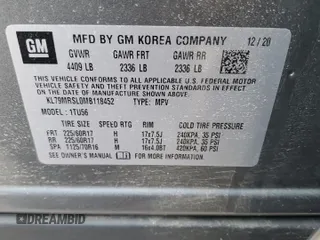 GM
MFD BY GM KOREA COMPANY 12/20
GVWR GAWR FRT GAWR RR
4409 LB 2336 LB 2336 LB
THIS VEHICLE CONFORMS TO ALL APPLICABLE U.S. FEDERAL
MOTOR VEHICLE SAFETY, BUMPER, AND THEFT PREVENTION
STANDARDS IN EFFECT ON THE DATE OF MANUFACTURE SHOWN ABOVE.
KL79MRSL0MB118452 TYPE: MPV
MODEL: 1TU56
TIRE SIZE SPEED RTG RIM COLD TIRE PRESSURE
FRT 225/60R17 H 17x7.5J 240KPA, 35 PSI
RR 225/60R17 H 17x7.5J 240KPA, 35 PSI
SPA T125/70R16 M 16x4.0BT 420KPA, 60 PSI
SEE OWNER'S MANUAL FOR MORE INFORMATION.
DREAMBID